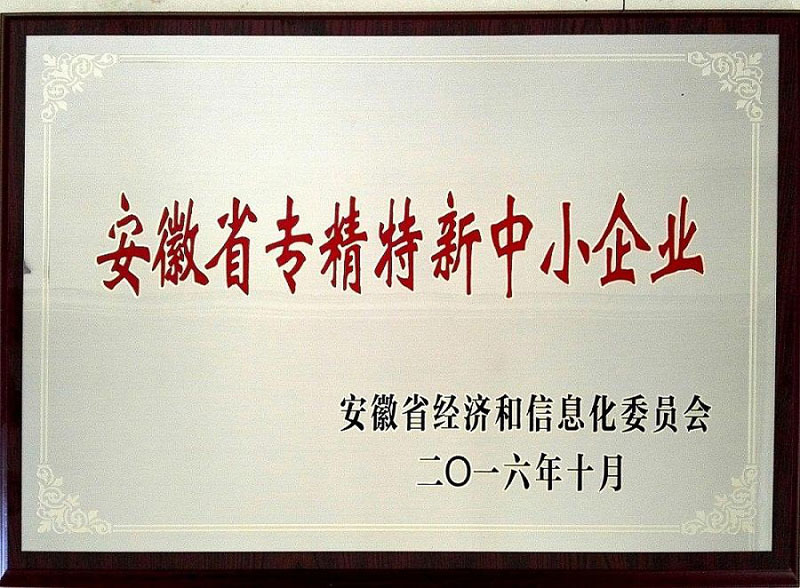 安徽省专精特新中小企业
安徽省经济和信息化委员会
二〇一六年十月